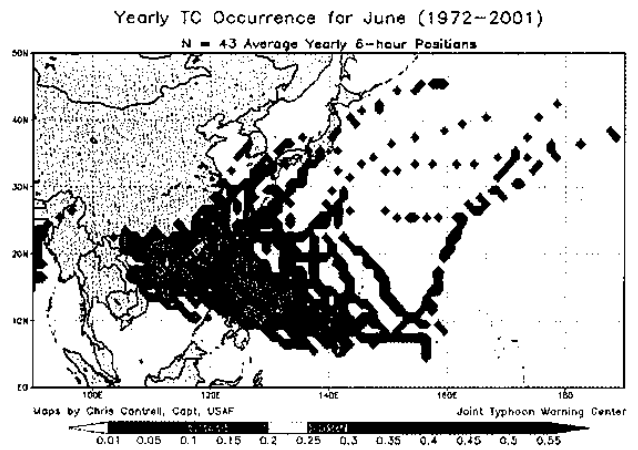 Yearly TC Occurrence for June (1972-2001)
N = 43 Average Yearly 6-hour Positions
50N
40N
30N
20N
10N
EQ
100E 120E 140E 160E 180
Maps by Chris Cantrell, Capt, USAF Joint Typhoon Warning Center
0.01 0.05 0.1 0.15 0.2 0.25 0.3 0.35 0.4 0.45 0.5 0.55